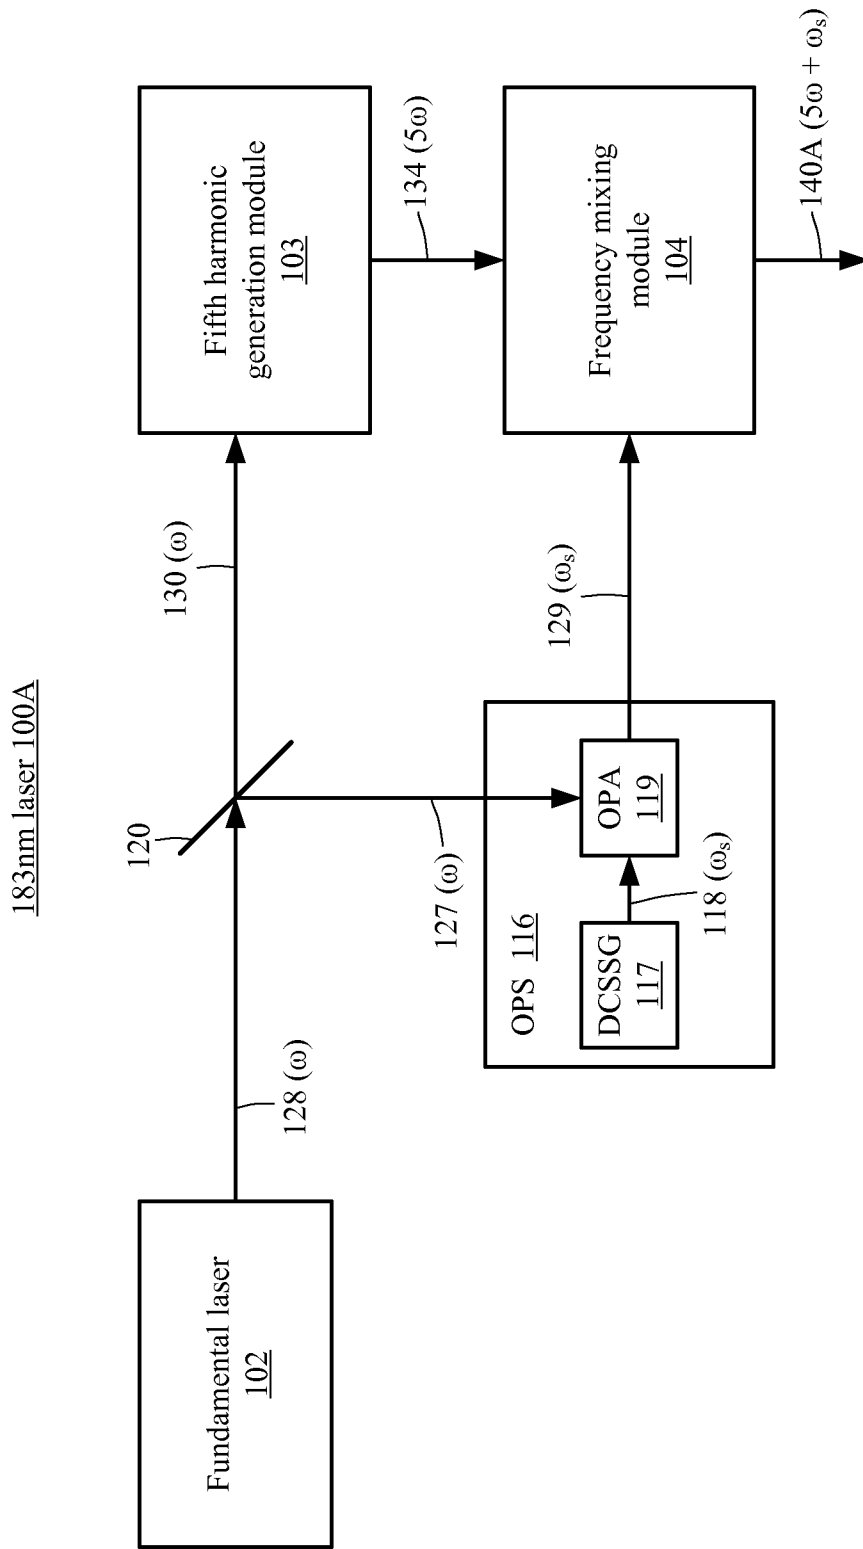 183nm laser 100A
Fundamental laser
102
128 (ω)
120
130 (ω)
Fifth harmonic
generation module
103
134 (5ω)
127 (ω)
OPS 116
DCSSG
117
118 (ωs)
OPA
119
129 (ωs)
Frequency mixing
module
104
140A (5ω + ωs)